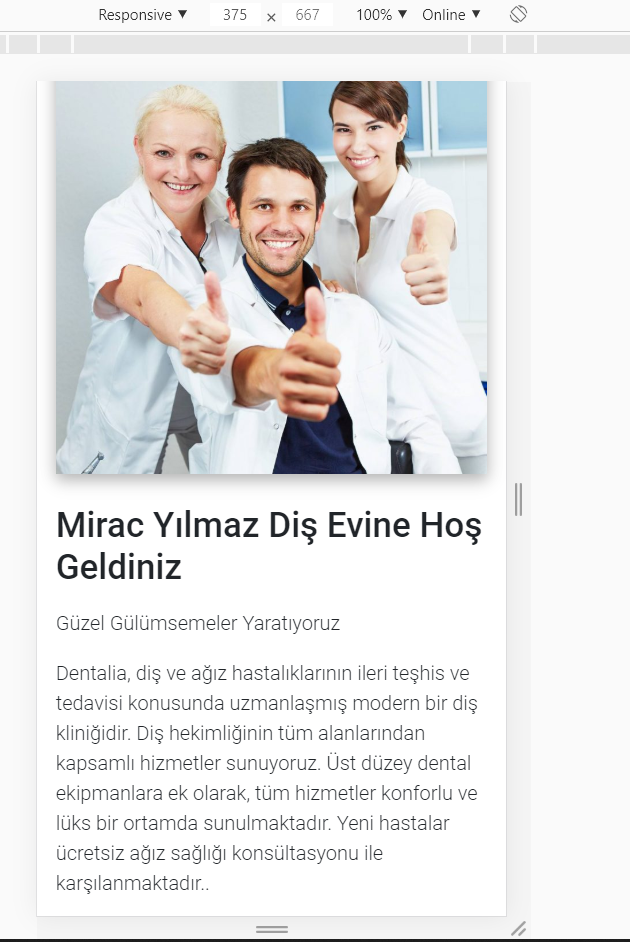 Responsive ▼ 375 × 667 100% ▼ Online ▼
Mirac Yılmaz Diş Evine Hoş
Geldiniz
Güzel Gülümsemeler Yaratıyoruz
Dentalia, diş ve ağız hastalıklarının ileri teşhis ve
tedavisi konusunda uzmanlaşmış modern bir diş
kliniğidir. Diş hekimliğinin tüm alanlarından
kapsamlı hizmetler sunuyoruz. Üst düzey dental
ekipmanlara ek olarak, tüm hizmetler konforlu ve
lüks bir ortamda sunulmaktadır. Yeni hastalar
ücretsiz ağız sağlığı konsültasyonu ile
karşılanmaktadır..